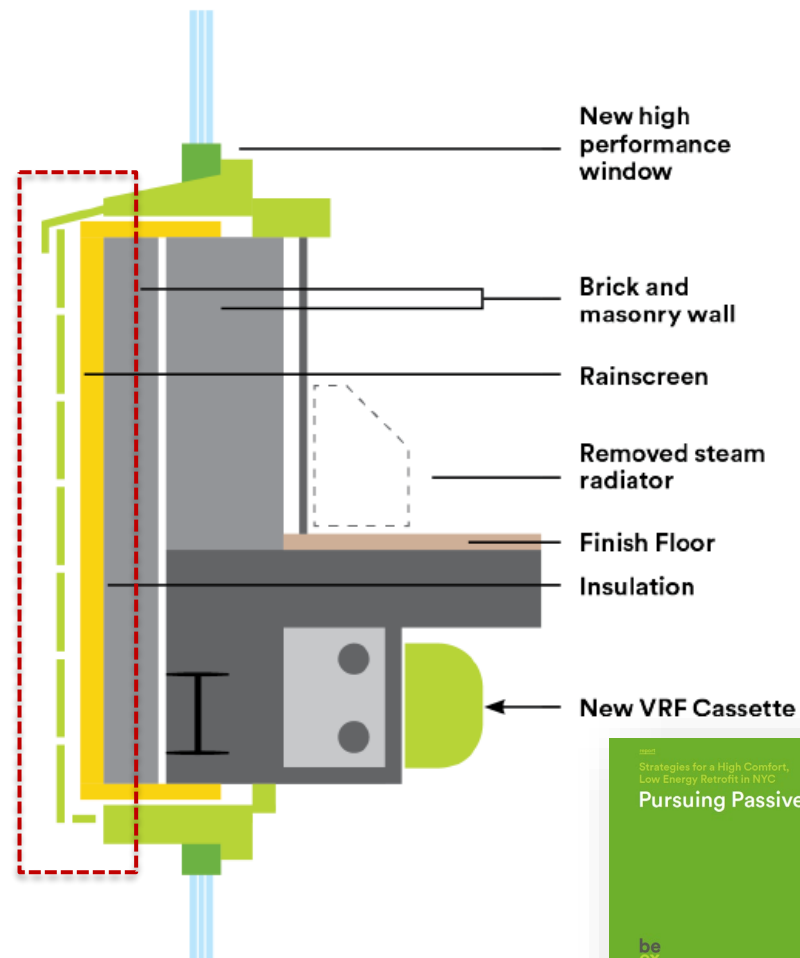 New high
performance
window
Brick and
masonry wall
Rainscreen
Removed steam
radiator
Finish Floor
Insulation
New VRF Cassette
Strategies for a High Comfort,
Low Energy Retrofit in NYC
Pursuing Passive
be
ex